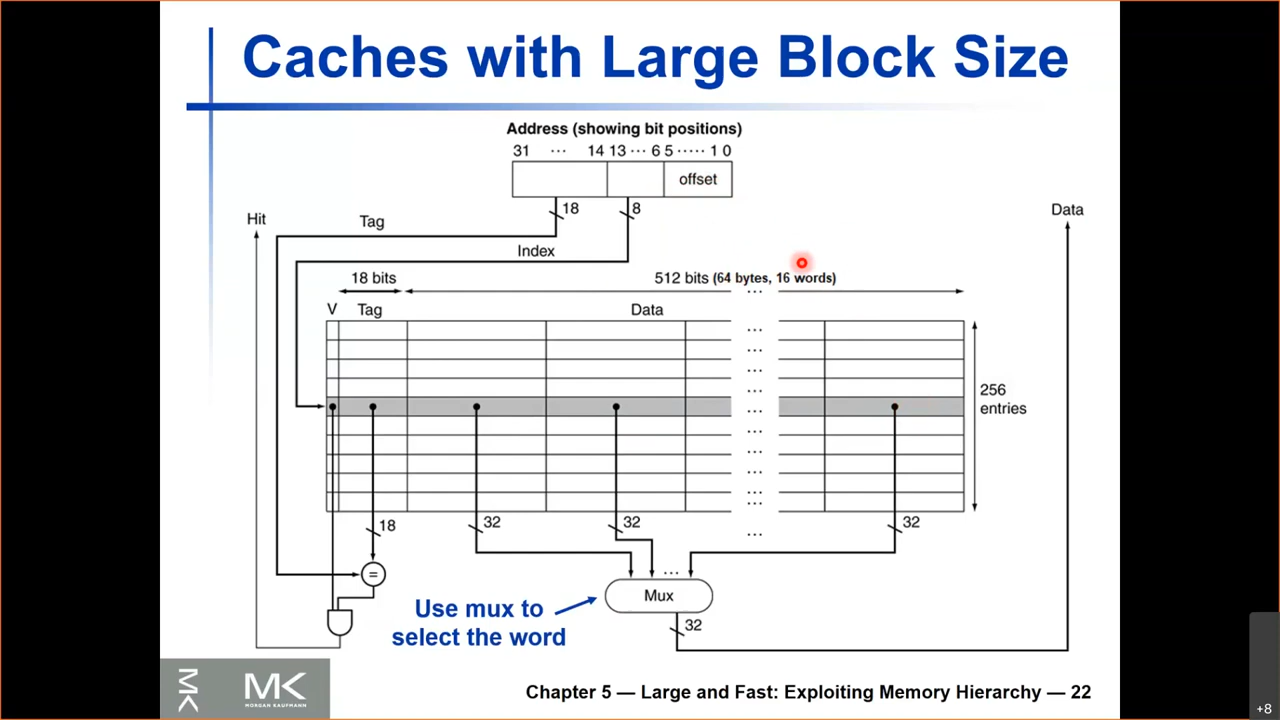 Caches with Large Block Size
Address (showing bit positions)
31 ··· 14 13 ··· 6 5 ····· 1 0
offset
18
8
Hit
Tag
Data
Index
18 bits
512 bits (64 bytes, 16 words)
...
V
Tag
Data
...
...
...
...
...
...
...
...
...
...
256
entries
18
32
32
...
32
=
...
Mux
Use mux to
select the word
32
MK
MK
MORGAN KAUFMANN
Chapter 5 — Large and Fast: Exploiting Memory Hierarchy — 22
+8